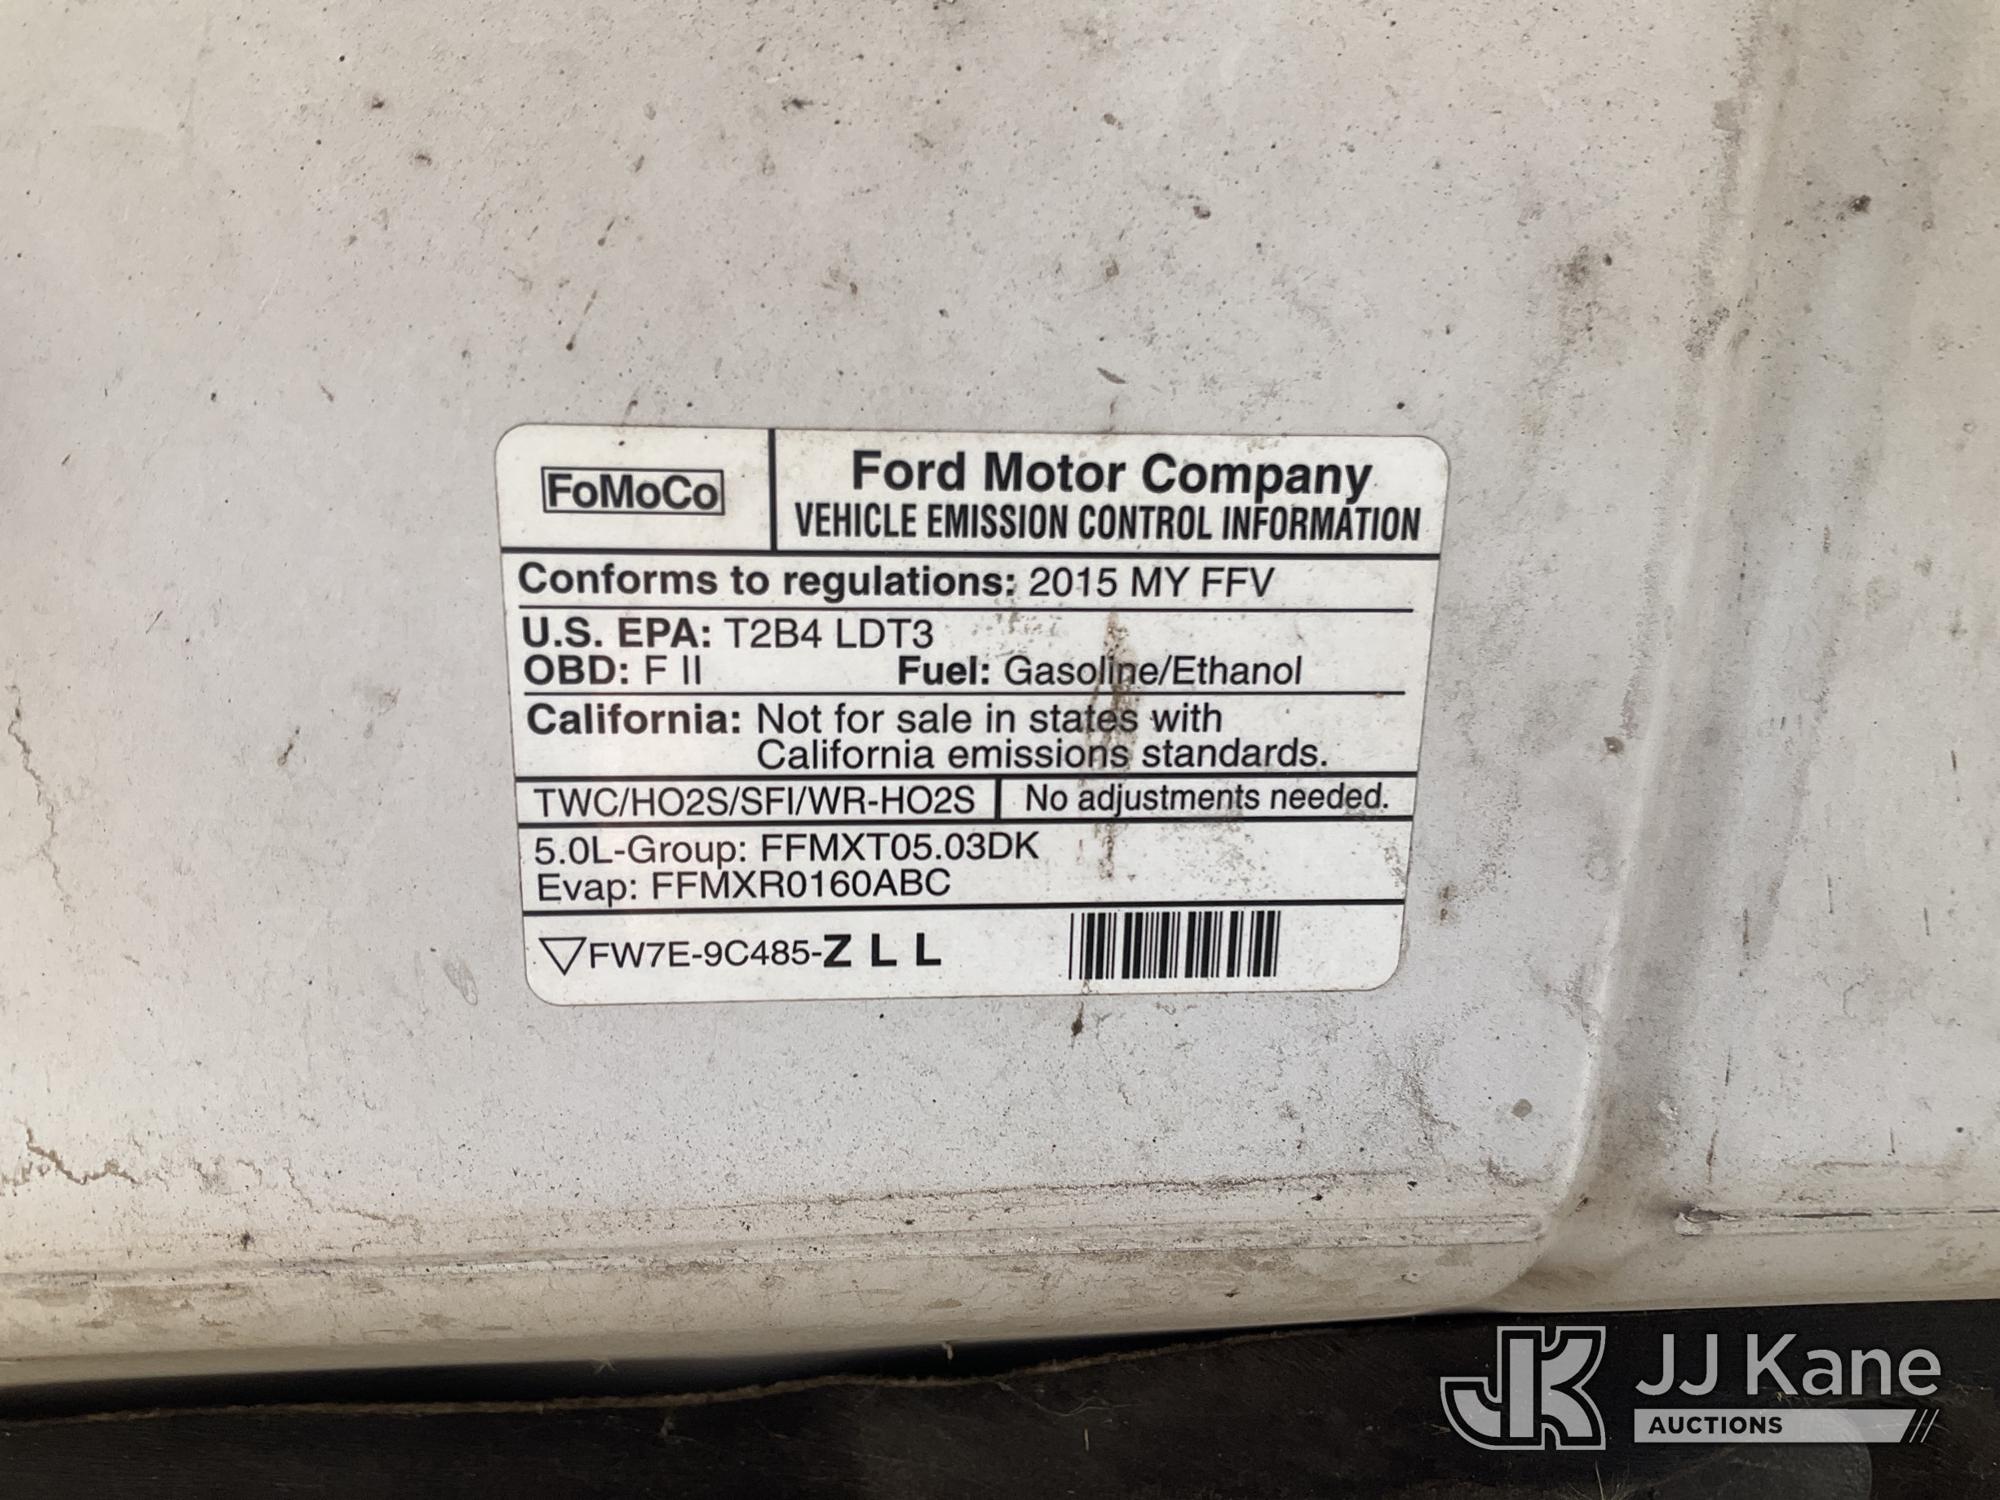 FoMoCo
Ford Motor Company
VEHICLE EMISSION CONTROL INFORMATION
Conforms to regulations: 2015 MY FFV
U.S. EPA: T2B4 LDT3
OBD: F II Fuel: Gasoline/Ethanol
California: Not for sale in states with
California emissions standards.
TWC/HO2S/SFI/WR-HO2S No adjustments needed.
5.0L-Group: FFMXT05.03DK
Evap: FFMXR0160ABC
▽FW7E-9C485-Z L L
JK JJ Kane
AUCTIONS